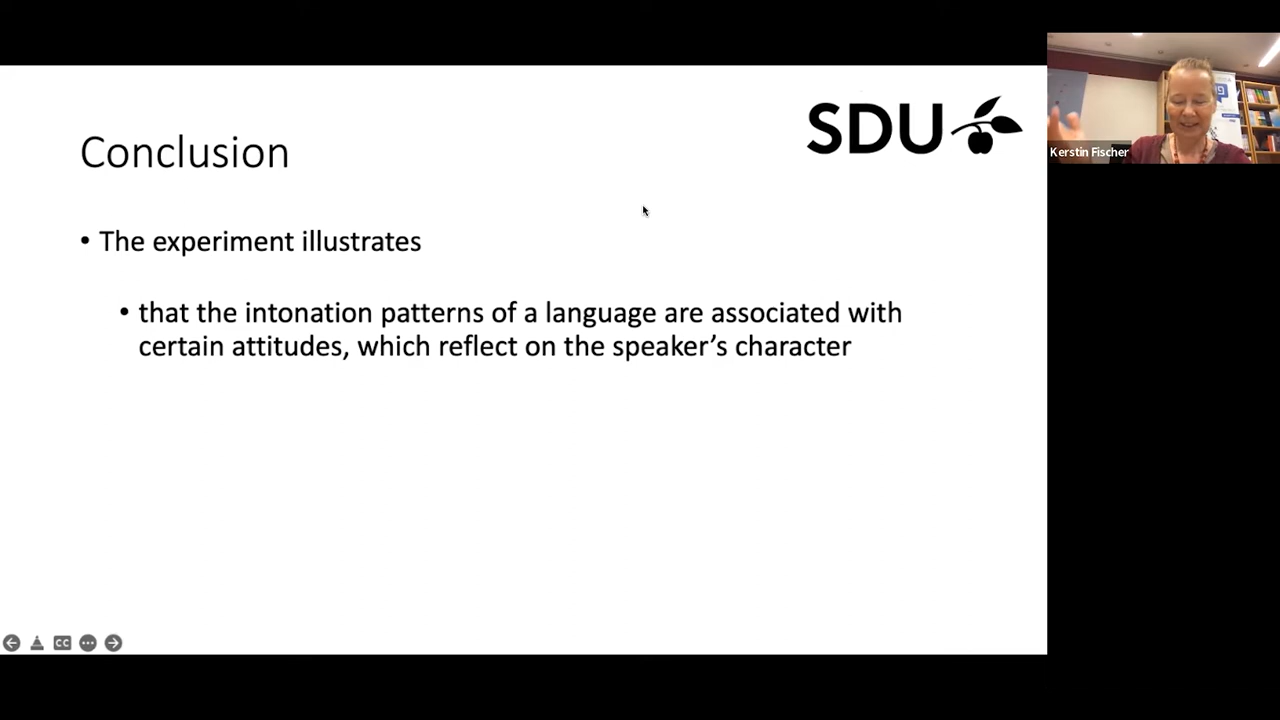 Conclusion
SDU
Kerstin Fischer
• The experiment illustrates
• that the intonation patterns of a language are associated with
certain attitudes, which reflect on the speaker’s character
CC